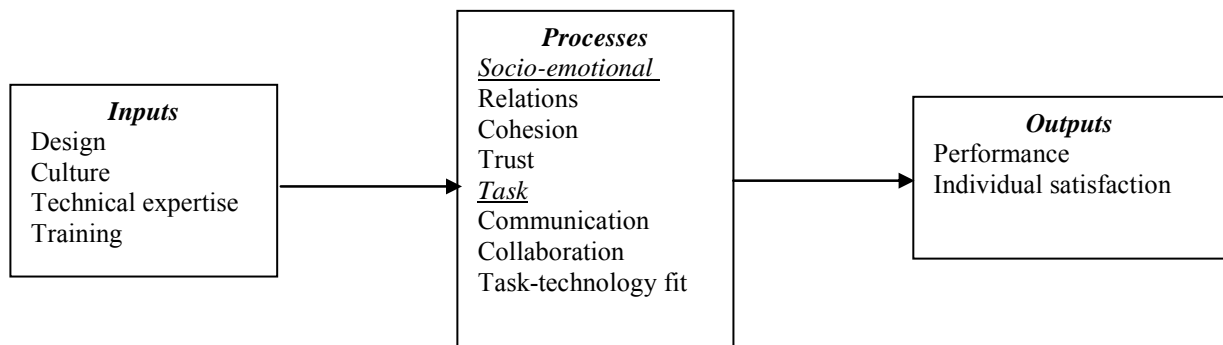 Inputs
Design
Culture
Technical expertise
Training
Processes
Socio-emotional
Relations
Cohesion
Trust
Task
Communication
Collaboration
Task-technology fit
Outputs
Performance
Individual satisfaction